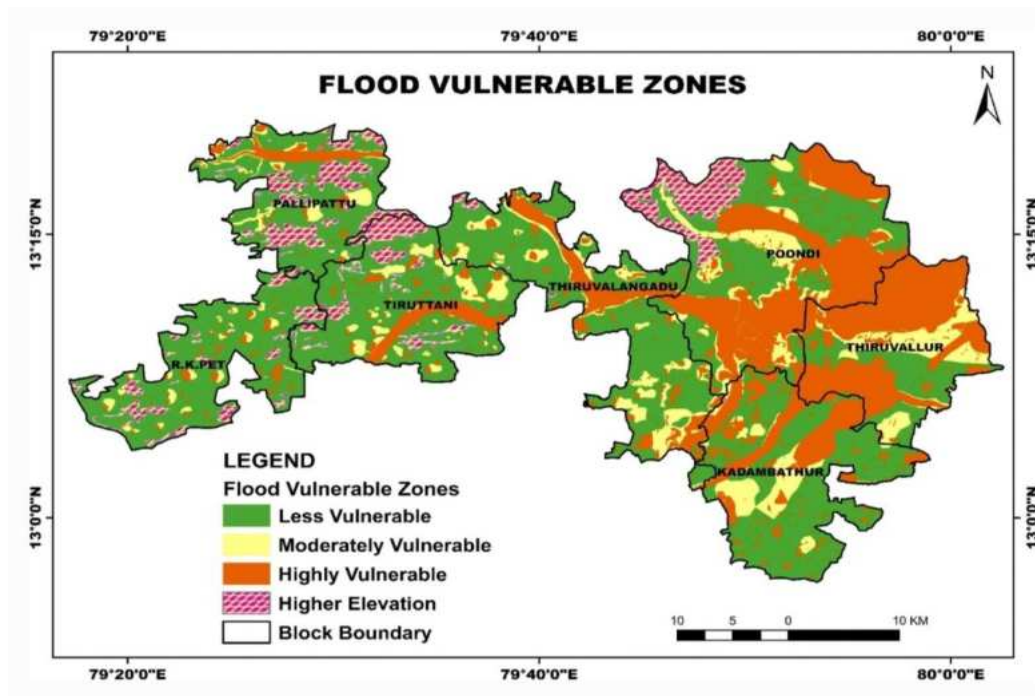 79°20'0"E 79°40'0"E 80°0'0"E
FLOOD VULNERABLE ZONES
N
13°15'0"N 13°15'0"N
PALLIPATTU
POONDI
THIRUVALANGADU
TIRUTTANI
THIRUVALLUR
R.K.PET
KADAMBATHUR
LEGEND
Flood Vulnerable Zones
Less Vulnerable
Moderately Vulnerable
Highly Vulnerable
Higher Elevation
Block Boundary
13°0'0"N 13°0'0"N
10 5 0 10 KM
79°20'0"E 79°40'0"E 80°0'0"E